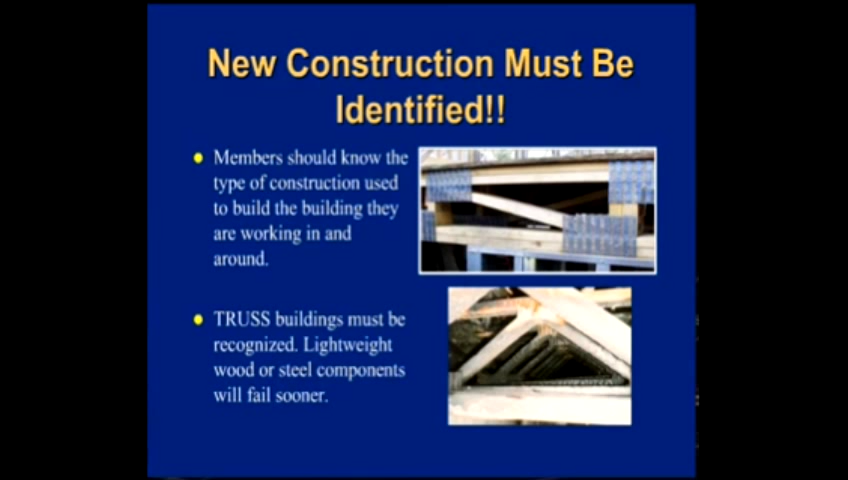 New Construction Must Be
Identified!!
Members should know the
type of construction used
to build the building they
are working in and
around.
TRUSS buildings must be
recognized. Lightweight
wood or steel components
will fail sooner.